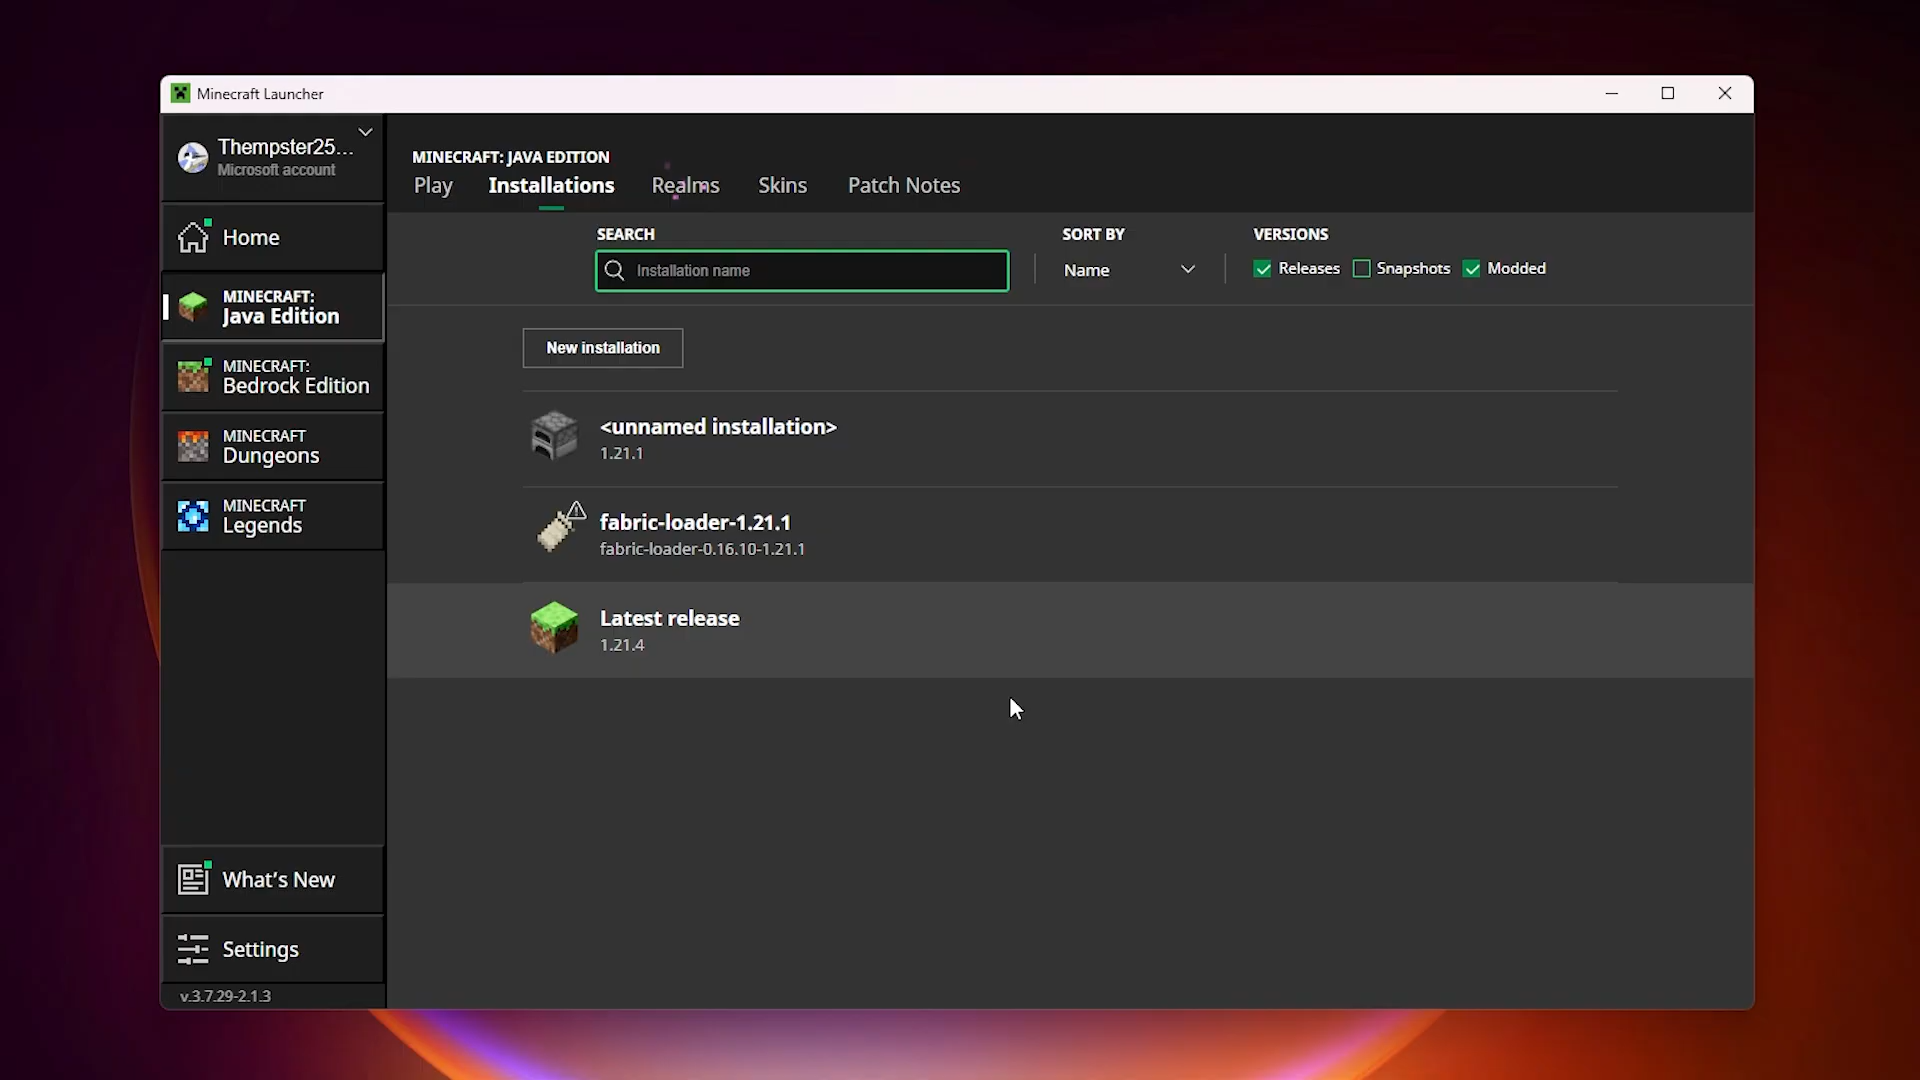 Minecraft Launcher
Thempster25...
Microsoft account
Home
MINECRAFT:
Java Edition
MINECRAFT:
Bedrock Edition
MINECRAFT
Dungeons
MINECRAFT
Legends
What's New
Settings
v.3.7.29-2.1.3
MINECRAFT: JAVA EDITION
Play Installations Realms Skins Patch Notes
SEARCH SORT BY VERSIONS
Installation name Name Releases Snapshots Modded
New installation
<unnamed installation>
1.21.1
fabric-loader-1.21.1
fabric-loader-0.16.10-1.21.1
Latest release
1.21.4